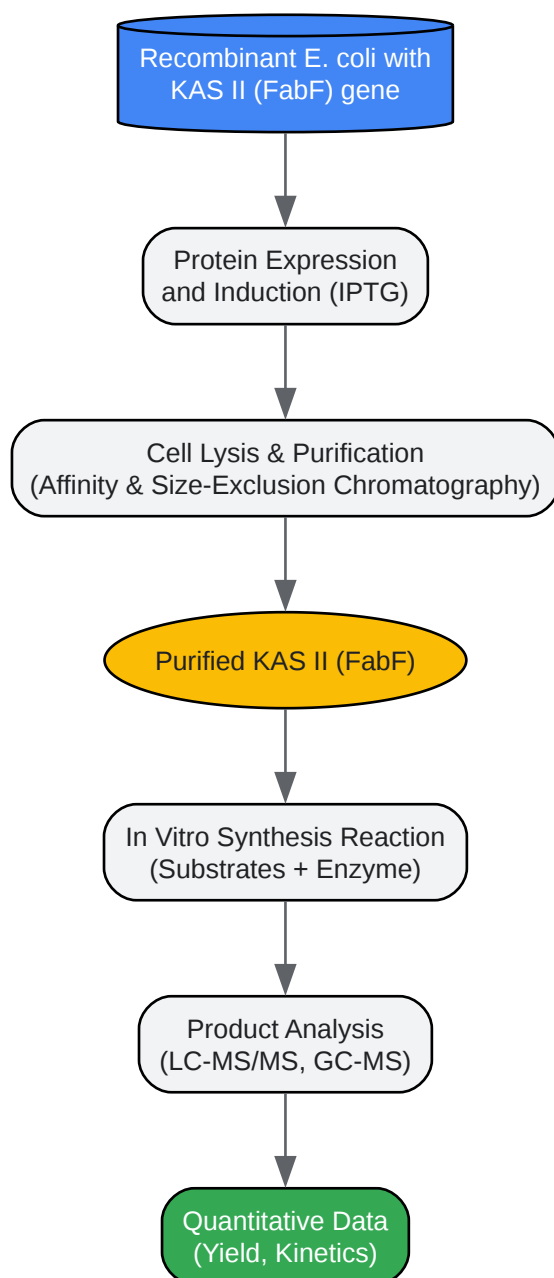 Recombinant E. coli with
KAS II (FabF) gene
Protein Expression
and Induction (IPTG)
Cell Lysis & Purification
(Affinity & Size-Exclusion Chromatography)
Purified KAS II (FabF)
In Vitro Synthesis Reaction
(Substrates + Enzyme)
Product Analysis
(LC-MS/MS, GC-MS)
Quantitative Data
(Yield, Kinetics)